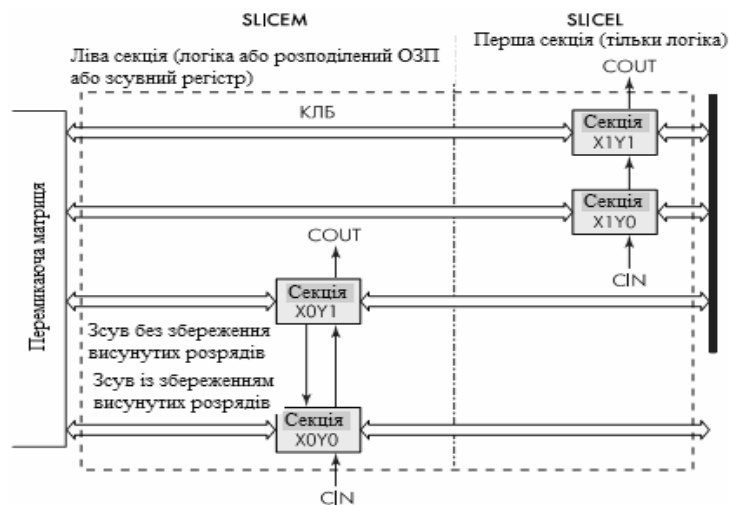 SLICEM
SLICEL
Ліва секція (логіка або розподілений ОЗП
або зсувний регістр)
Перша секція (тільки логіка)
COUT
КЛБ
Секція
X1Y1
Секція
X1Y0
CIN
COUT
Перемикаюча матриця
Секція
X0Y1
Зсув без збереження
висунутих розрядів
Зсув із збереженням
висунутих розрядів
Секція
X0Y0
CIN